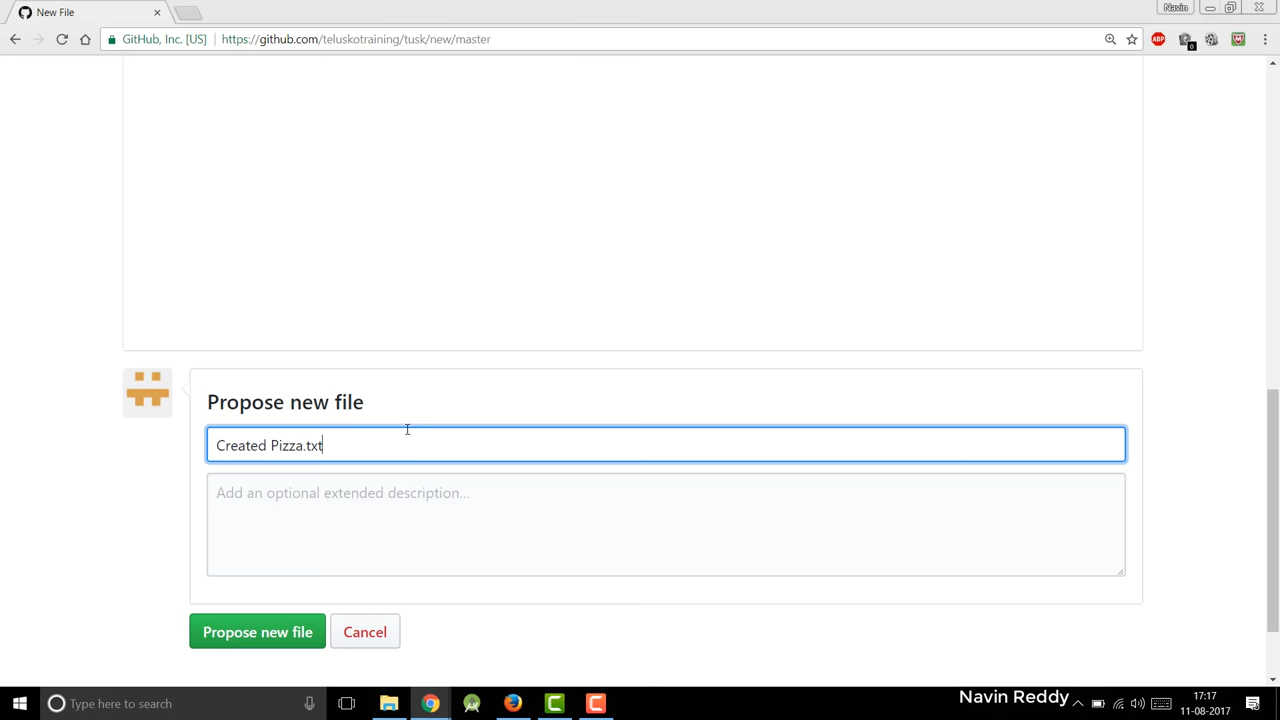 New File
Navin
GitHub, Inc. [US]
https://github.com/teluskotraining/tusk/new/master
ABP
0
Propose new file
Created Pizza.txt
Add an optional extended description...
Propose new file
Cancel
Type here to search
Navin Reddy
17:17
11-08-2017